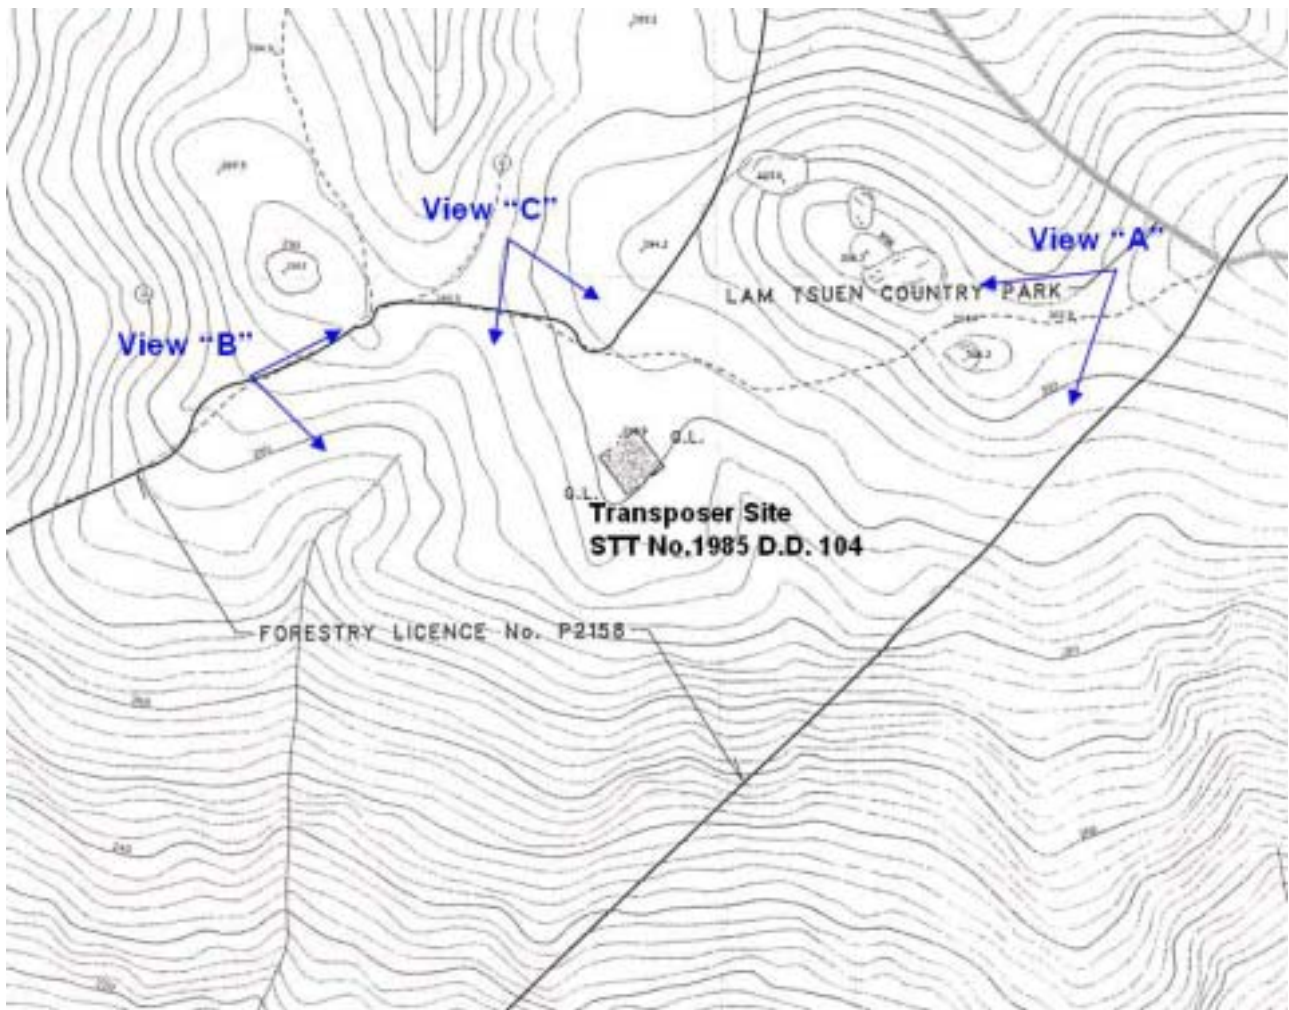 View “C”
View “A”
LAM TSUEN COUNTRY PARK
View “B”
G.L.
G.L.
Transposer Site
STT No.1985 D.D. 104
FORESTRY LICENCE No. P2158